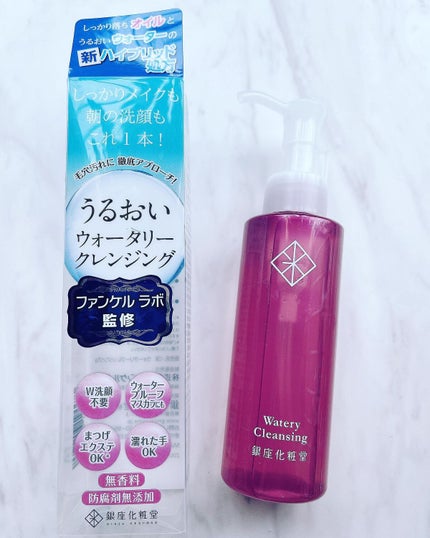 しっかり落ちオイルと
うるおいウォーターの
新ハイブリッド
処方
しっかりメイクも
朝の洗顔も
これ1本!
毛穴汚れに 徹底アプローチ!
うるおい
ウォータリー
クレンジング
ファンケル ラボ
監修
W洗顔
不要
ウォーター
プルーフ
マスカラにも
まつげ
エクステ
OK*
濡れた手
OK
無香料
防腐剤無添加
銀座化粧堂
Watery
Cleansing
銀座化粧堂